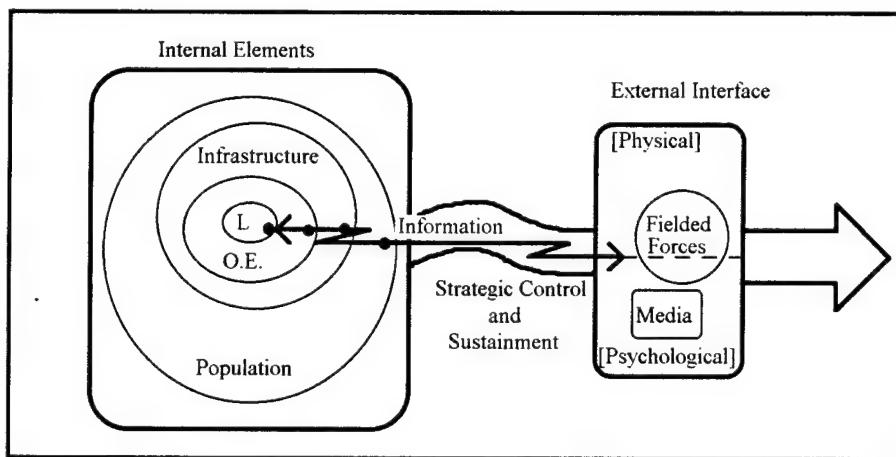 Internal Elements
Infrastructure
L
O.E.
Population
Information
Strategic Control
and
Sustainment
External Interface
[Physical]
Fielded
Forces
Media
[Psychological]